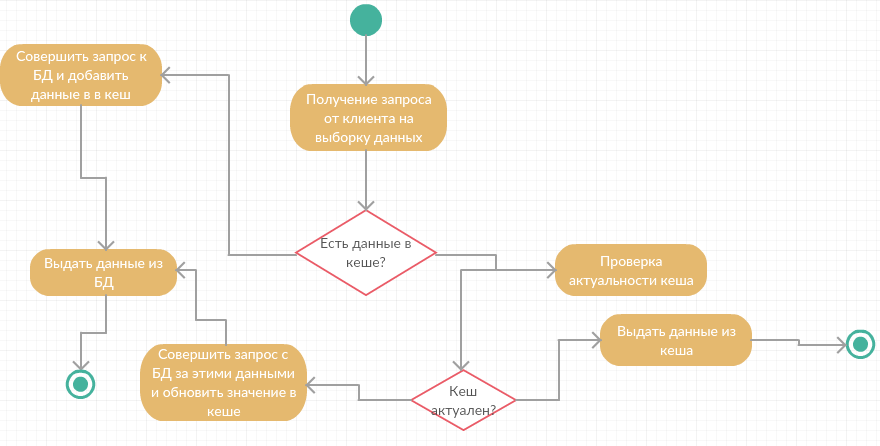 Совершить запрос к
БД и добавить
данные в в кеш
Получение запроса
от клиента на
выборку данных
Есть данные в
кеше?
Выдать данные из
БД
Проверка
актуальности кеша
Выдать данные из
кеша
Совершить запрос с
БД за этими данными
и обновить значение в
кеше
Кеш
актуален?